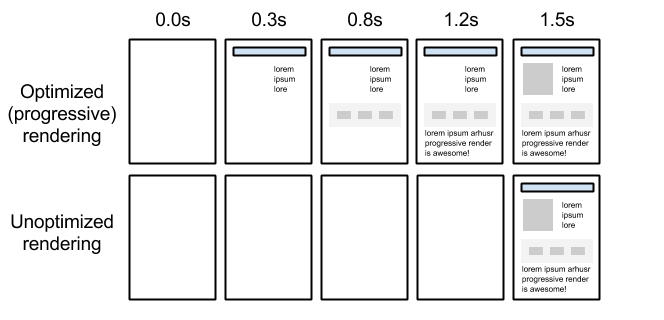 0.0s 0.3s 0.8s 1.2s 1.5s
Optimized
(progressive)
rendering
lorem
ipsum
lore
lorem
ipsum
lore
lorem
ipsum
lore
lorem ipsum arhusr
progressive render
is awesome!
lorem
ipsum
lore
lorem ipsum arhusr
progressive render
is awesome!
Unoptimized
rendering
lorem
ipsum
lore
lorem ipsum arhusr
progressive render
is awesome!